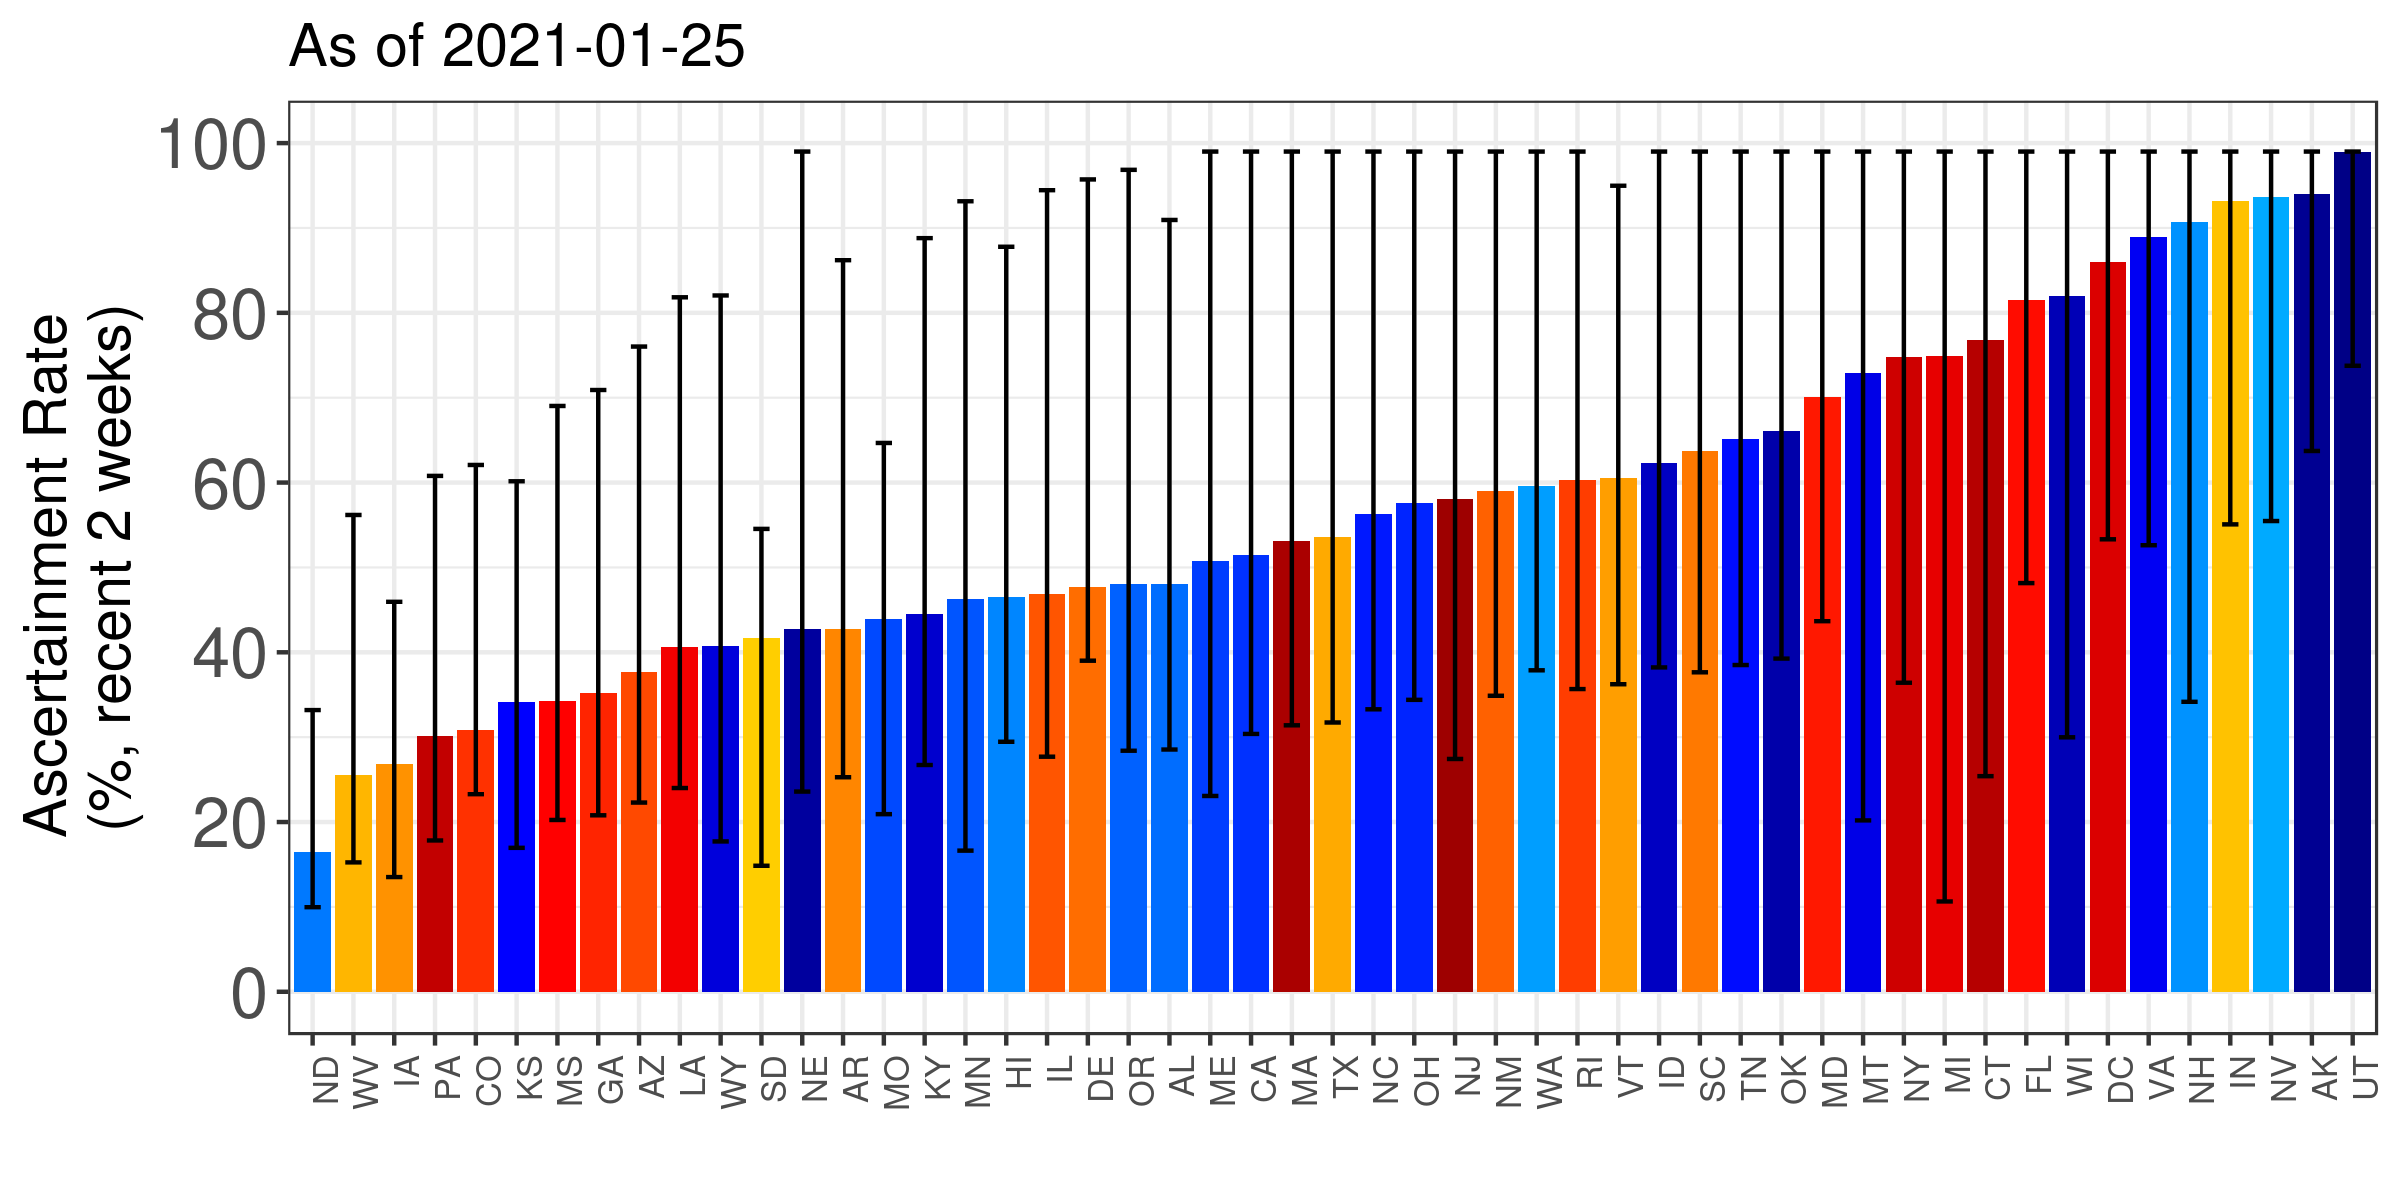 As of 2021-01-25
Ascertainment Rate
(%, recent 2 weeks)
100
80
60
40
20
0
ND WV IA PA CO KS MS GA AZ LA WY SD NE AR MO KY MN HI IL DE OR AL ME CA MA TX NC OH NJ NM WA RI VT ID SC TN OK MD MT NY MI CT FL WI DC VA NH IN NV AK UT